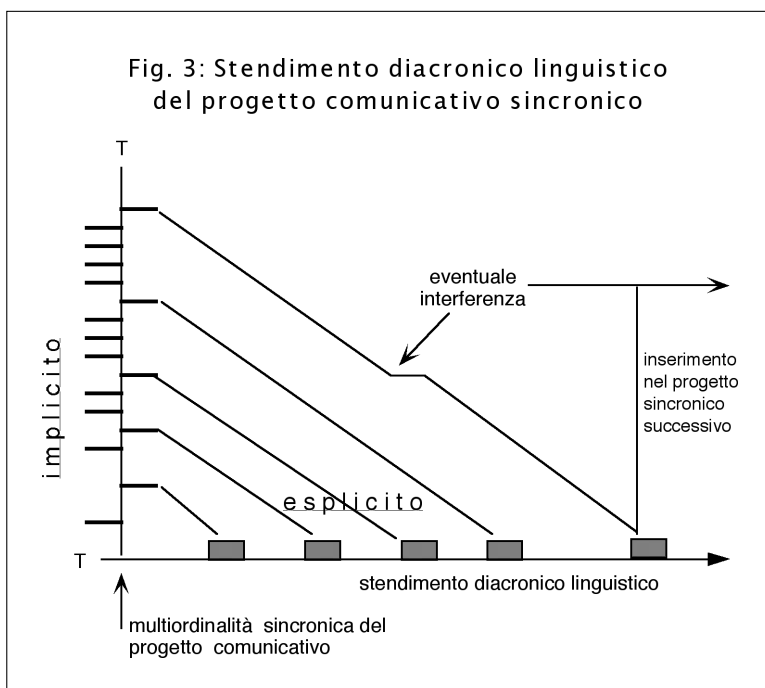 Fig. 3: Stendimento diacronico linguistico
del progetto comunicativo sincronico
T
eventuale
interferenza
implicito
inserimento
nel progetto
sincronico
successivo
esplicito
T
stendimento diacronico linguistico
multiordinalità sincronica del
progetto comunicativo